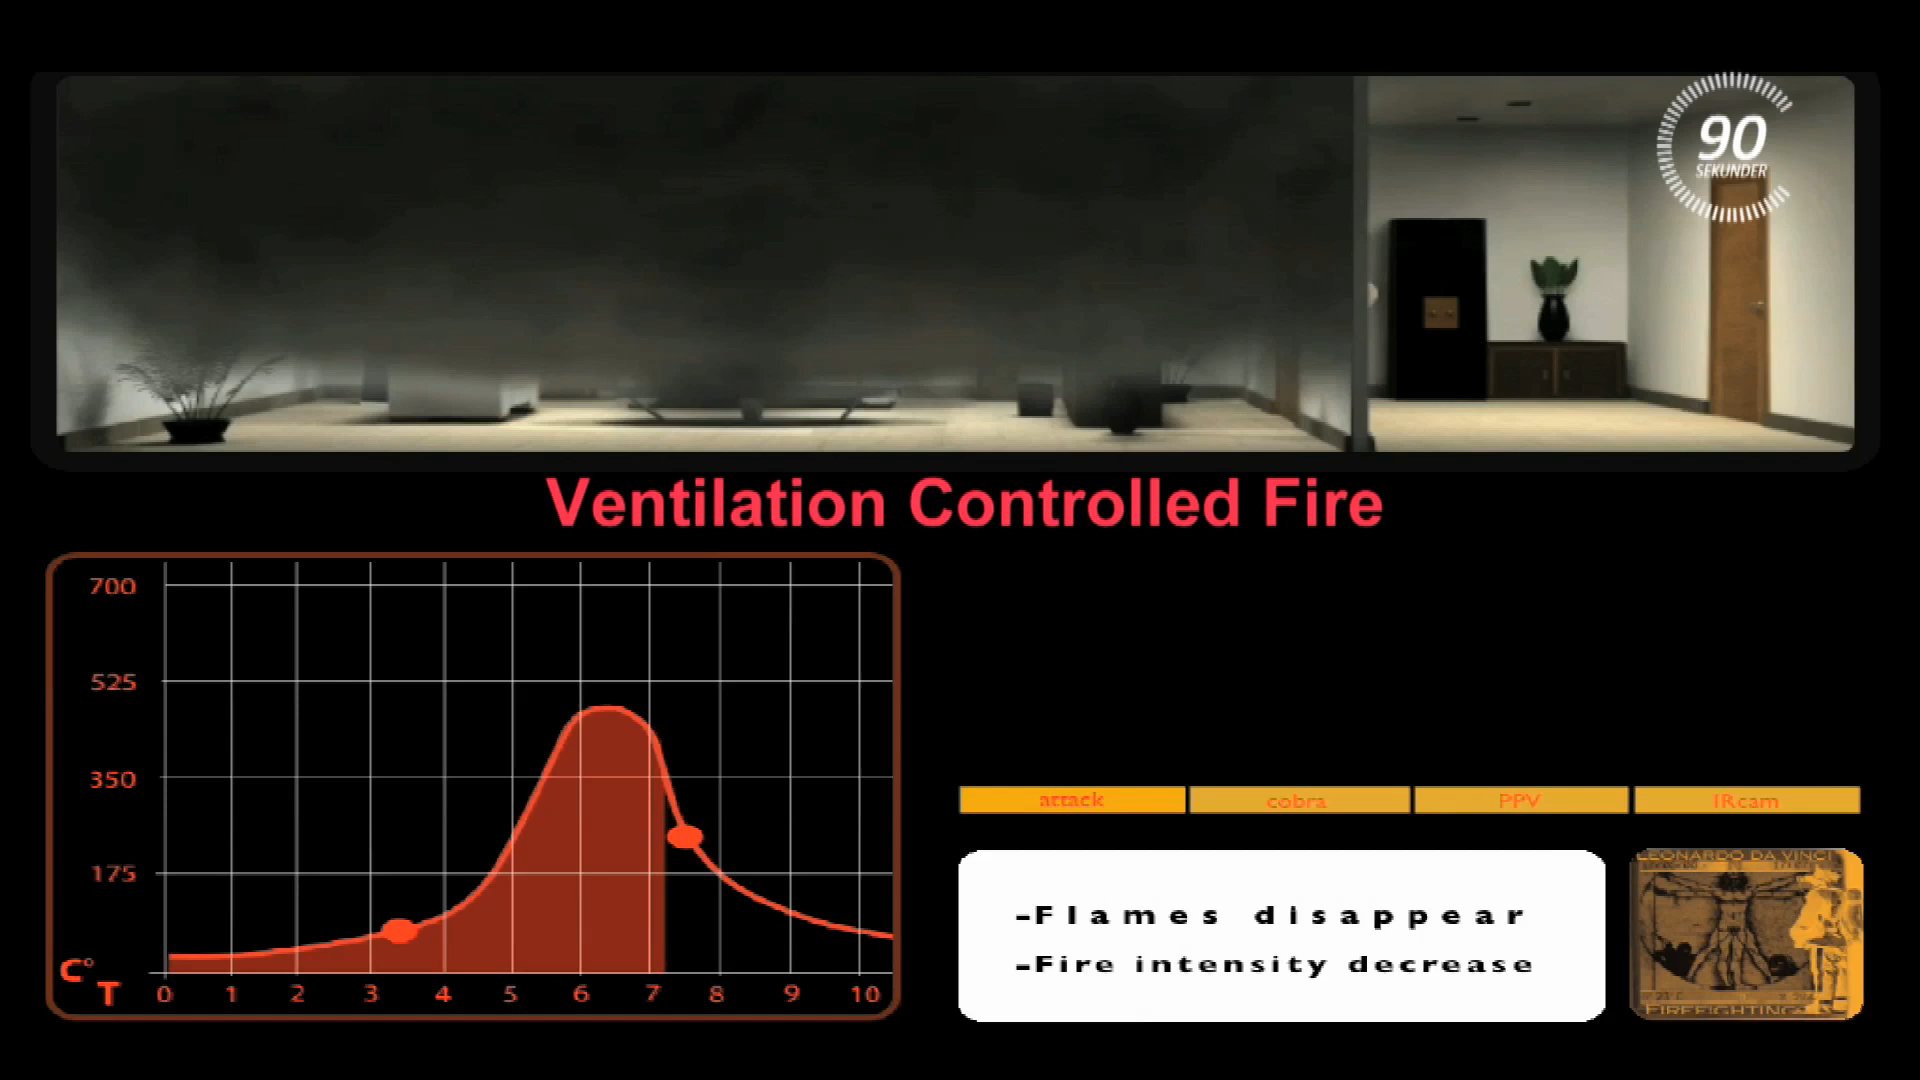 90
SEKUNDER
Ventilation Controlled Fire
700
525
350
175
C°
T
0 1 2 3 4 5 6 7 8 9 10
attack cobra PPV IRcam
-Flames disappear
-Fire intensity decrease
LEONARDO DA VINCI
FIREFIGHTING